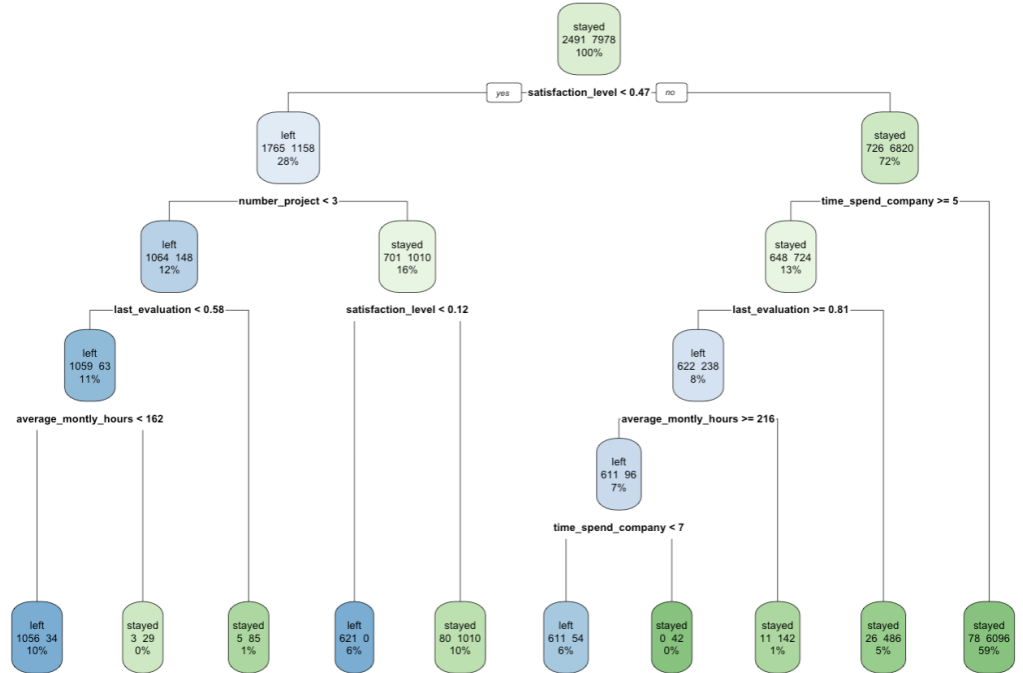 stayed
2491 7978
100%
yes satisfaction_level < 0.47 no
left
1765 1158
28%
stayed
726 6820
72%
number_project < 3
time_spend_company >= 5
left
1064 148
12%
stayed
701 1010
16%
stayed
648 724
13%
last_evaluation < 0.58
satisfaction_level < 0.12
last_evaluation >= 0.81
left
1059 63
11%
left
622 238
8%
average_montly_hours < 162
average_montly_hours >= 216
left
611 96
7%
time_spend_company < 7
left
1056 34
10%
stayed
3 29
0%
stayed
5 85
1%
left
621 0
6%
stayed
80 1010
10%
left
611 54
6%
stayed
0 42
0%
stayed
11 142
1%
stayed
26 486
5%
stayed
78 6096
59%